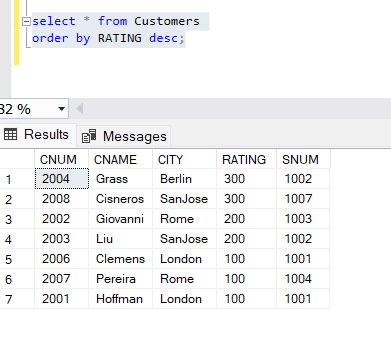 select * from Customers
order by RATING desc;
82 %
Results Messages
CNUM CNAME CITY RATING SNUM
1 2004 Grass Berlin 300 1002
2 2008 Cisneros SanJose 300 1007
3 2002 Giovanni Rome 200 1003
4 2003 Liu SanJose 200 1002
5 2006 Clemens London 100 1001
6 2007 Pereira Rome 100 1004
7 2001 Hoffman London 100 1001